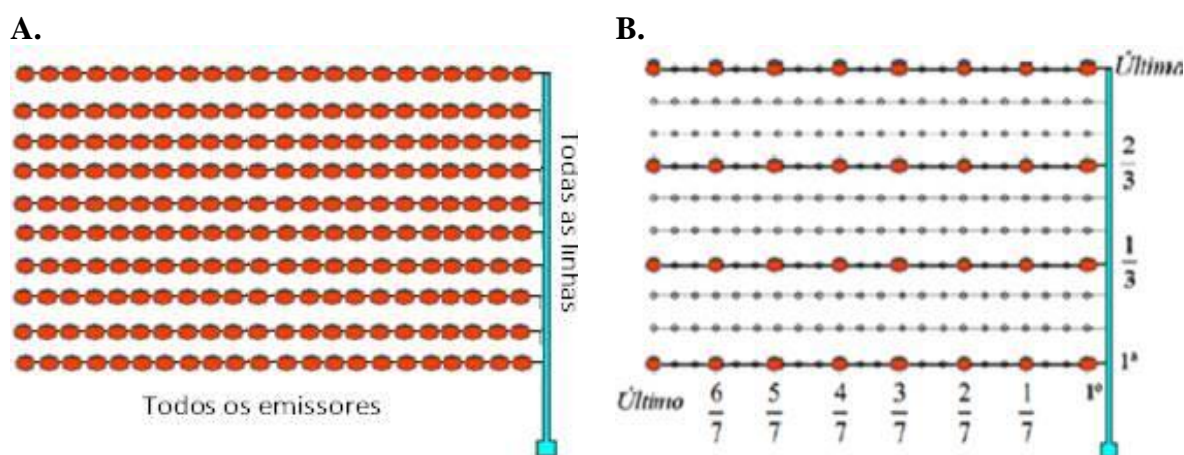 A.
Todas as linhas
Todos os emissores
B.
Última
2/3
1/3
1ª
Último 6/7 5/7 4/7 3/7 2/7 1/7 1º